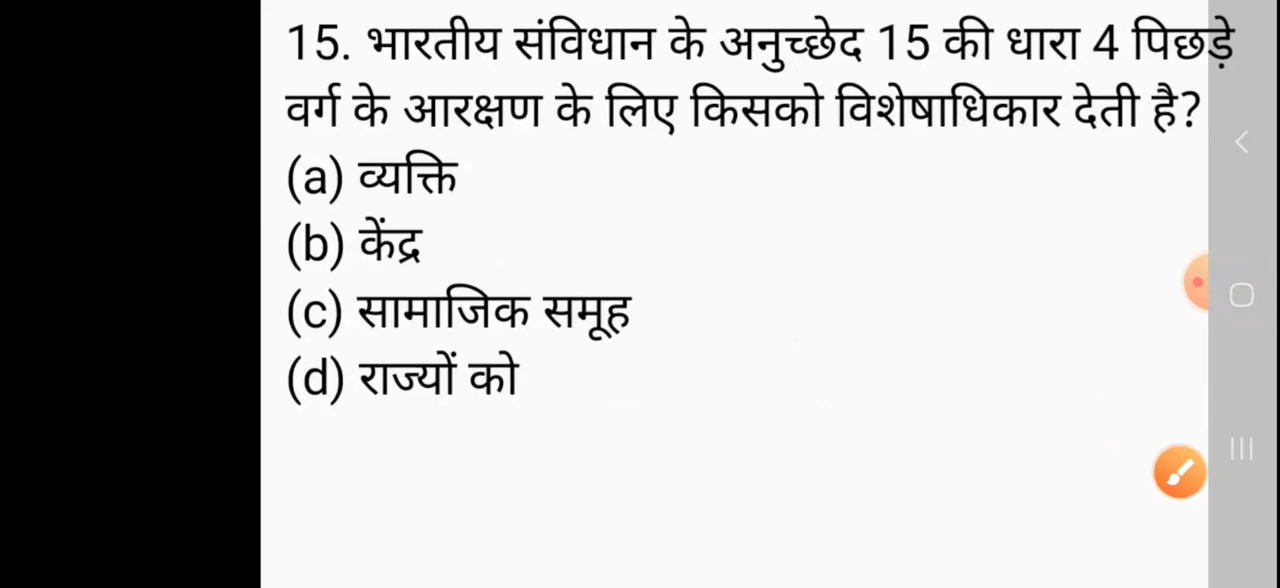 15. भारतीय संविधान के अनुच्छेद 15 की धारा 4 पिछड़े
वर्ग के आरक्षण के लिए किसको विशेषाधिकार देती है?
(a) व्यक्ति
(b) केंद्र
(c) सामाजिक समूह
(d) राज्यों को